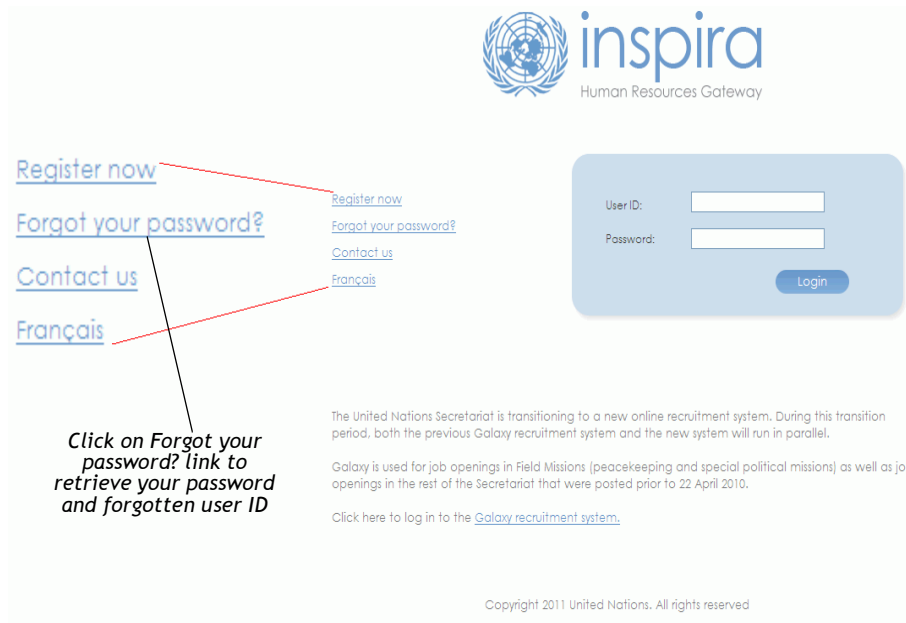 inspira
Human Resources Gateway
Register now
Forgot your password?
Contact us
Français
Register now
Forgot your password?
Contact us
Français
User ID:
Password:
Login
Click on Forgot your
password? link to
retrieve your password
and forgotten user ID
The United Nations Secretariat is transitioning to a new online recruitment system. During this transition
period, both the previous Galaxy recruitment system and the new system will run in parallel.
Galaxy is used for job openings in Field Missions (peacekeeping and special political missions) as well as jo
openings in the rest of the Secretariat that were posted prior to 22 April 2010.
Click here to log in to the Galaxy recruitment system.
Copyright 2011 United Nations. All rights reserved